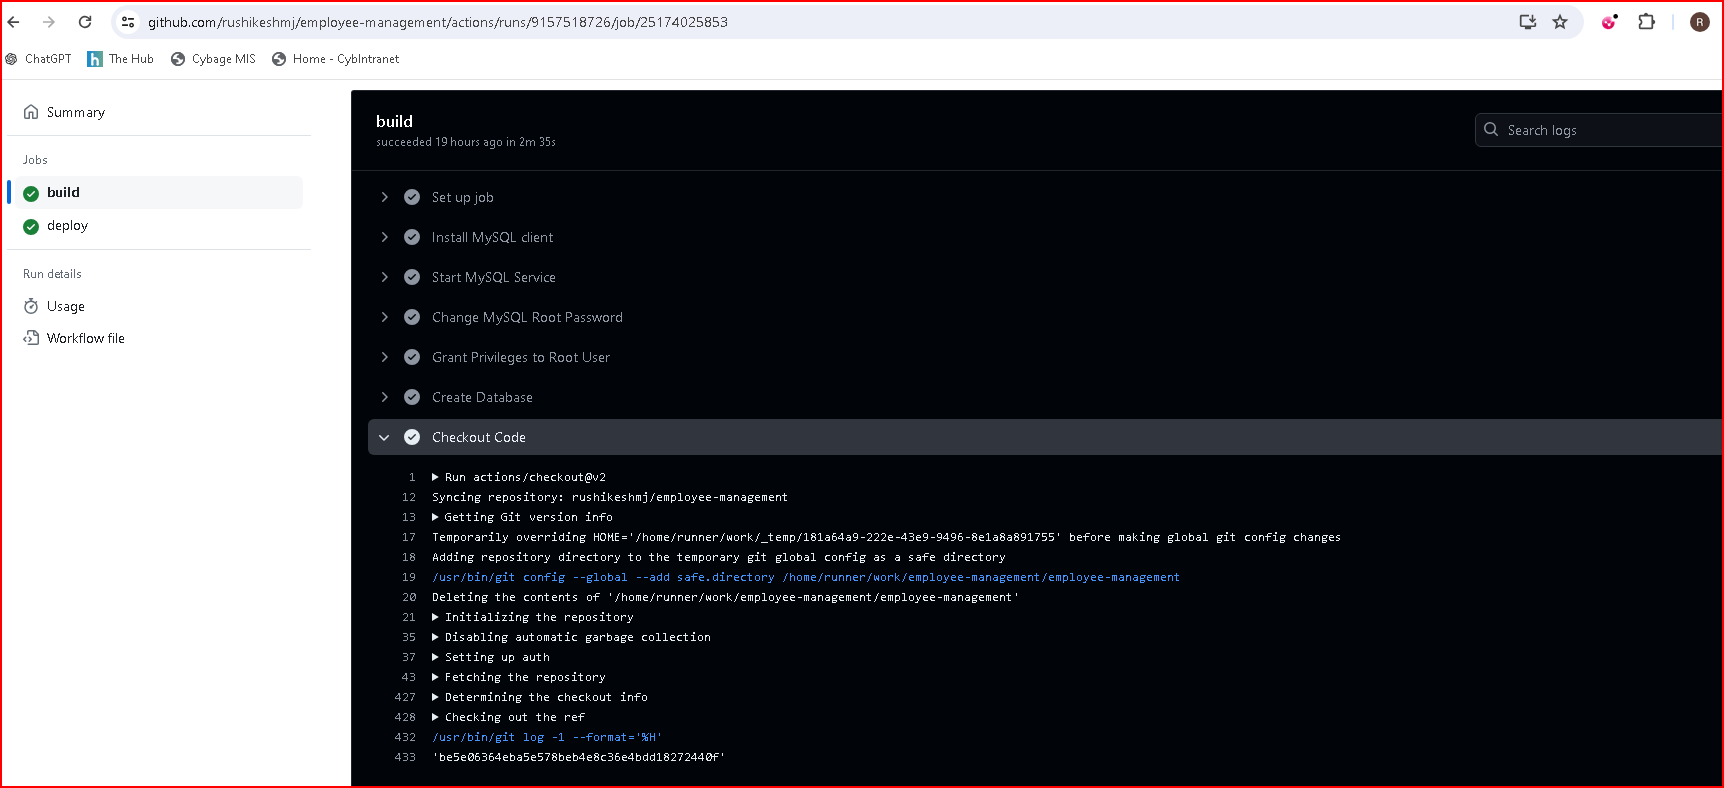 github.com/rushikeshmj/employee-management/actions/runs/9157518726/job/25174025853
R
ChatGPT
h The Hub
Cybage MIS
Home - CybIntranet
Summary
Jobs
build
deploy
Run details
Usage
Workflow file
build
succeeded 19 hours ago in 2m 35s
Search logs
Set up job
Install MySQL client
Start MySQL Service
Change MySQL Root Password
Grant Privileges to Root User
Create Database
Checkout Code
1 Run actions/checkout@v2
12 Syncing repository: rushikeshmj/employee-management
13 Getting Git version info
17 Temporarily overriding HOME='/home/runner/work/_temp/181a64a9-222e-43e9-9496-8e1a8a891755' before making global git config changes
18 Adding repository directory to the temporary git global config as a safe directory
19 /usr/bin/git config --global --add safe.directory /home/runner/work/employee-management/employee-management
20 Deleting the contents of '/home/runner/work/employee-management/employee-management'
21 Initializing the repository
35 Disabling automatic garbage collection
37 Setting up auth
43 Fetching the repository
427 Determining the checkout info
428 Checking out the ref
432 /usr/bin/git log -1 --format='%H'
433 'be5e06364eba5e578beb4e8c36e4bdd18272440f'